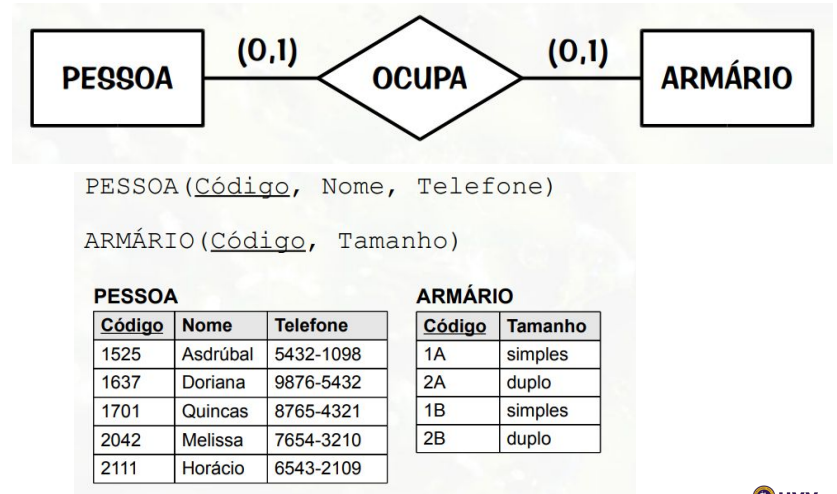 PESSOA (0,1) OCUPA (0,1) ARMÁRIO
PESSOA(Código, Nome, Telefone)
ARMÁRIO(Código, Tamanho)
PESSOA
Código Nome Telefone
1525 Asdrúbal 5432-1098
1637 Doriana 9876-5432
1701 Quincas 8765-4321
2042 Melissa 7654-3210
2111 Horácio 6543-2109
ARMÁRIO
Código Tamanho
1A simples
2A duplo
1B simples
2B duplo